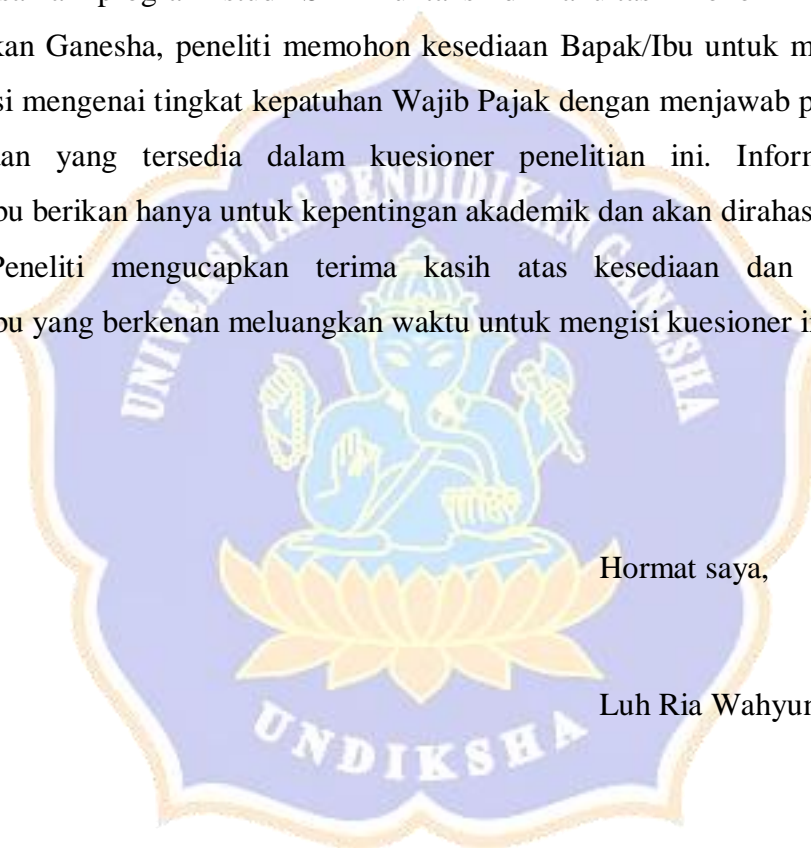 kan Ganesha, peneliti memohon kesediaan Bapak/Ibu untuk m
si mengenai tingkat kepatuhan Wajib Pajak dengan menjawab p
an yang tersedia dalam kuesioner penelitian ini. Inform
bu berikan hanya untuk kepentingan akademik dan akan dirahas
Peneliti mengucapkan terima kasih atas kesediaan dan
bu yang berkenan meluangkan waktu untuk mengisi kuesioner i
UNIVERSITAS PENDIDIKAN GANESHA
Hormat saya,
Luh Ria Wahyu
UNDIKSHA